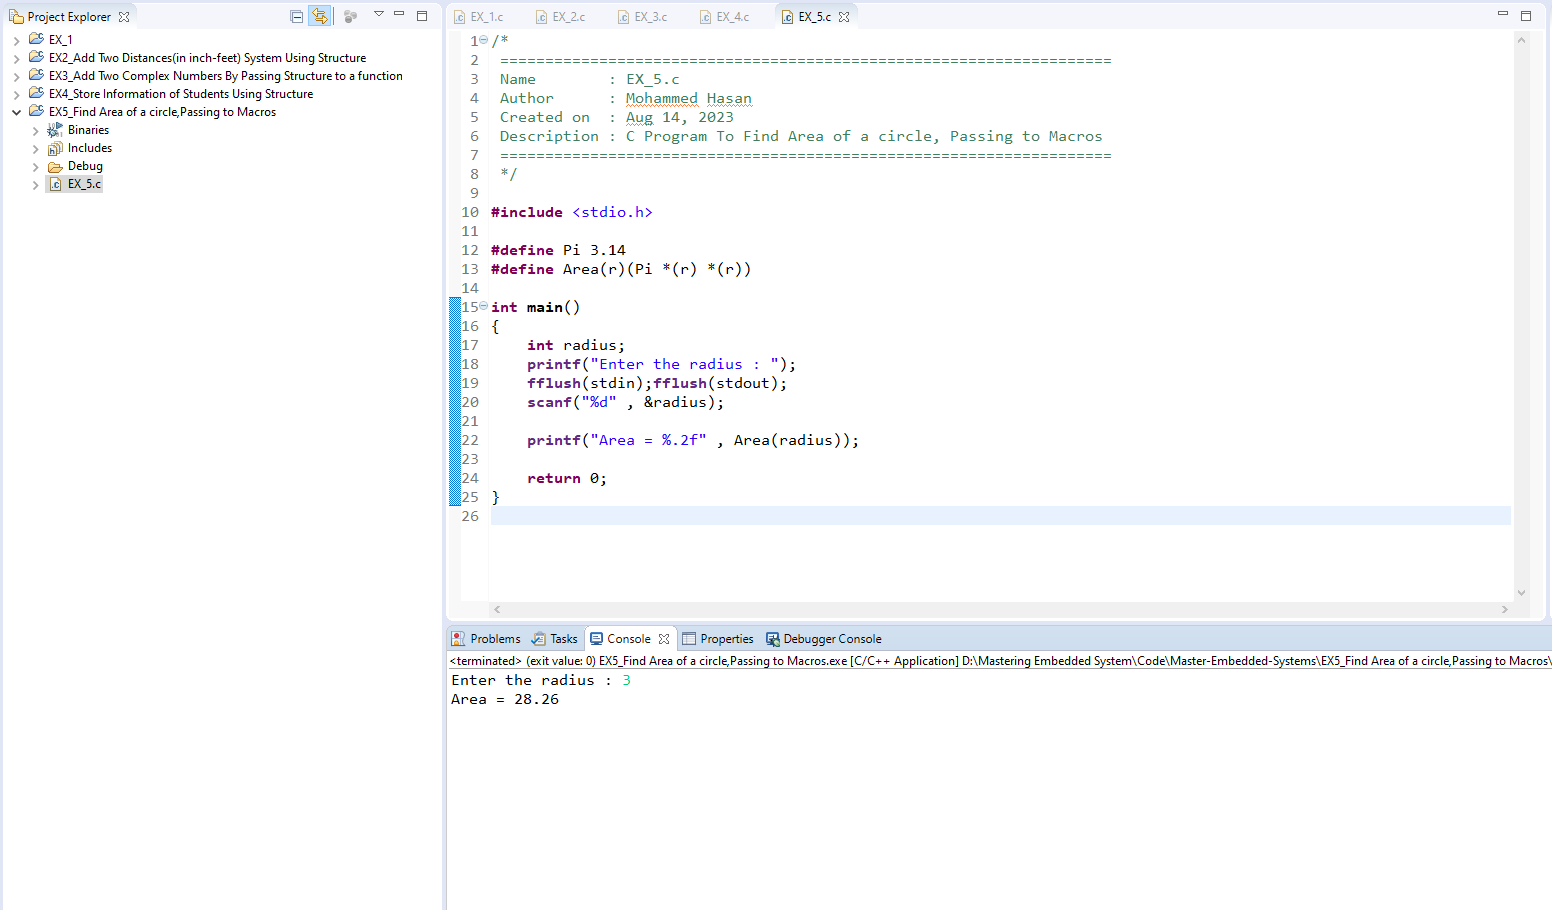 Project Explorer
EX_1
EX2_Add Two Distances(in inch-feet) System Using Structure
EX3_Add Two Complex Numbers By Passing Structure to a function
EX4_Store Information of Students Using Structure
EX5_Find Area of a circle,Passing to Macros
Binaries
Includes
Debug
EX_5.c
EX_1.c EX_2.c EX_3.c EX_4.c EX_5.c
1 /*
2 ====================================================================
3 Name        : EX_5.c
4 Author      : Mohammed Hasan
5 Created on  : Aug 14, 2023
6 Description : C Program To Find Area of a circle, Passing to Macros
7 ====================================================================
8 */
9
10 #include <stdio.h>
11
12 #define Pi 3.14
13 #define Area(r)(Pi *(r) *(r))
14
15 int main()
16 {
17     int radius;
18     printf("Enter the radius : ");
19     fflush(stdin);fflush(stdout);
20     scanf("%d" , &radius);
21
22     printf("Area = %.2f" , Area(radius));
23
24     return 0;
25 }
26
Problems Tasks Console Properties Debugger Console
<terminated> (exit value: 0) EX5_Find Area of a circle,Passing to Macros.exe [C/C++ Application] D:\Mastering Embedded System\Code\Master-Embedded-Systems\EX5_Find Area of a circle,Passing to Macros\
Enter the radius : 3
Area = 28.26